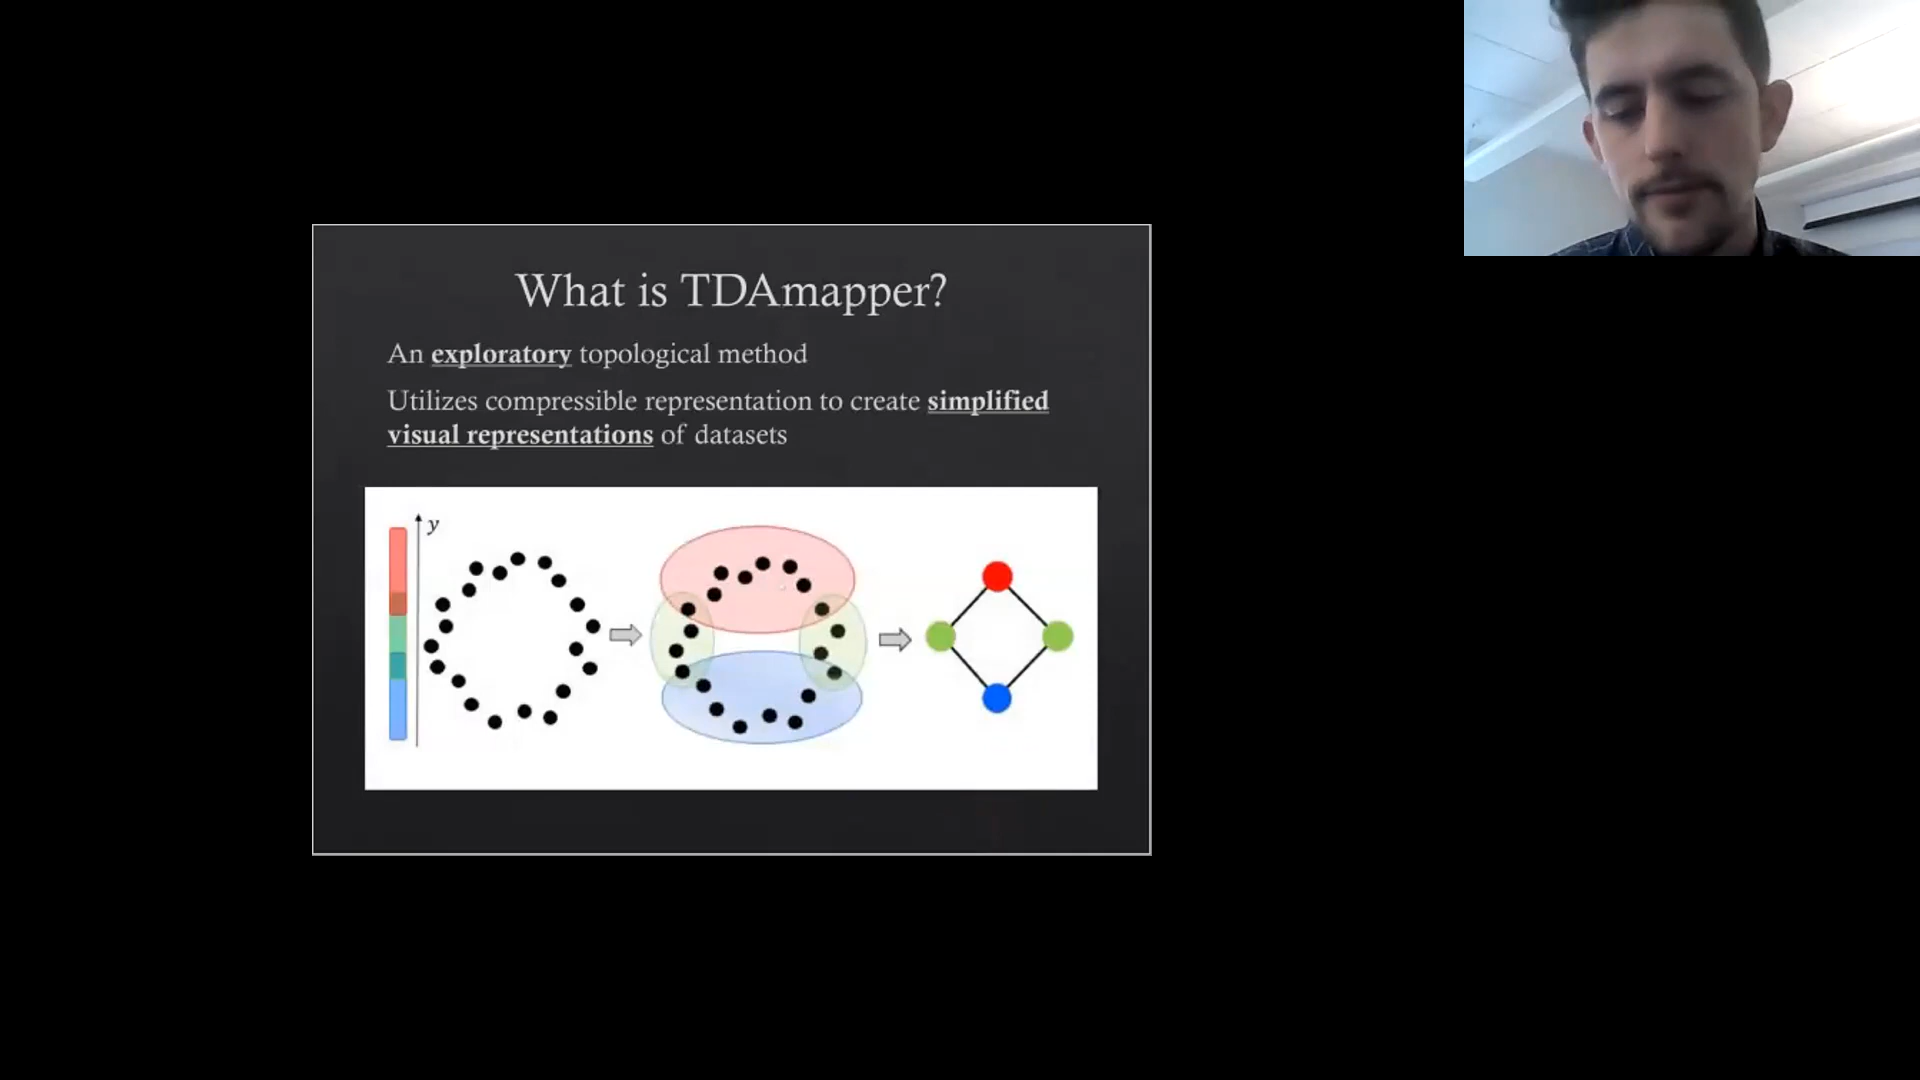 What is TDAmapper?
An exploratory topological method
Utilizes compressible representation to create simplified
visual representations of datasets
y